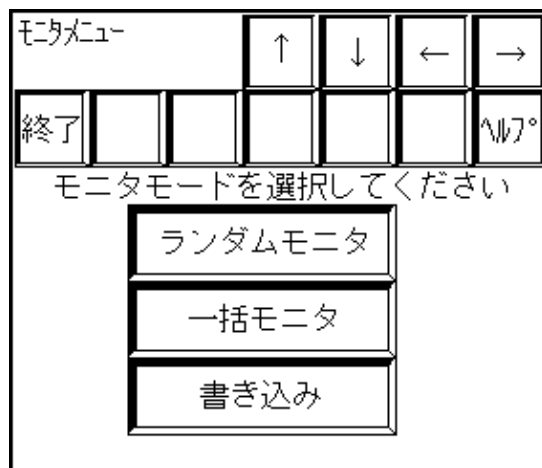 ﾓﾆﾀﾒﾆｭｰ
↑ ↓ ← →
終了 ﾍﾙﾌﾟ
モニタモードを選択してください
ランダムモニタ
一括モニタ
書き込み